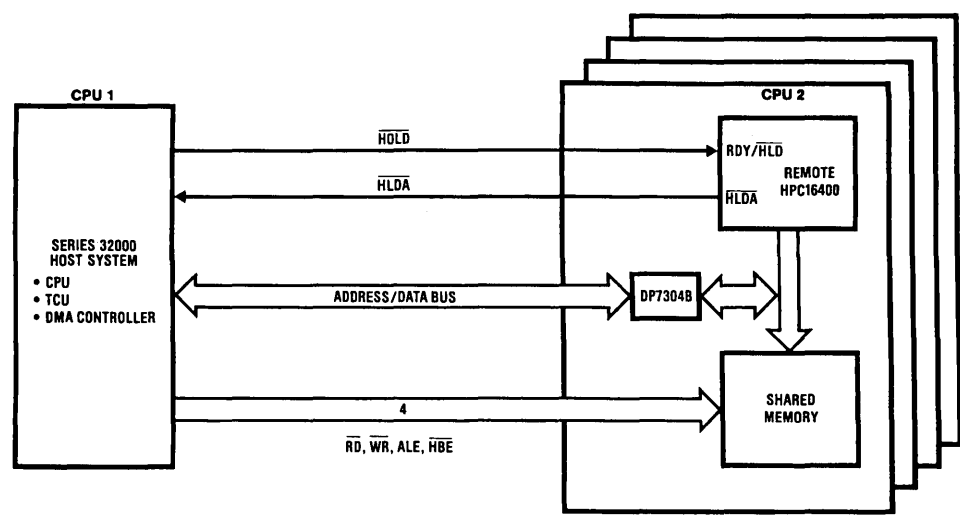 CPU 1
CPU 2
HOLD
RDY/HLD
REMOTE
HPC16400
HLDA
HLDA
SERIES 32000
HOST SYSTEM
• CPU
• TCU
• DMA CONTROLLER
ADDRESS/DATA BUS
DP7304B
4
RD, WR, ALE, HBE
SHARED
MEMORY